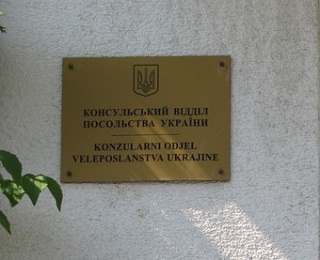 КОНСУЛЬСЬКИЙ ВІДДІЛ
ПОСОЛЬСТВА УКРАЇНИ
KONZULARNI ODJEL
VELEPOSLANSTVA UKRAJINE